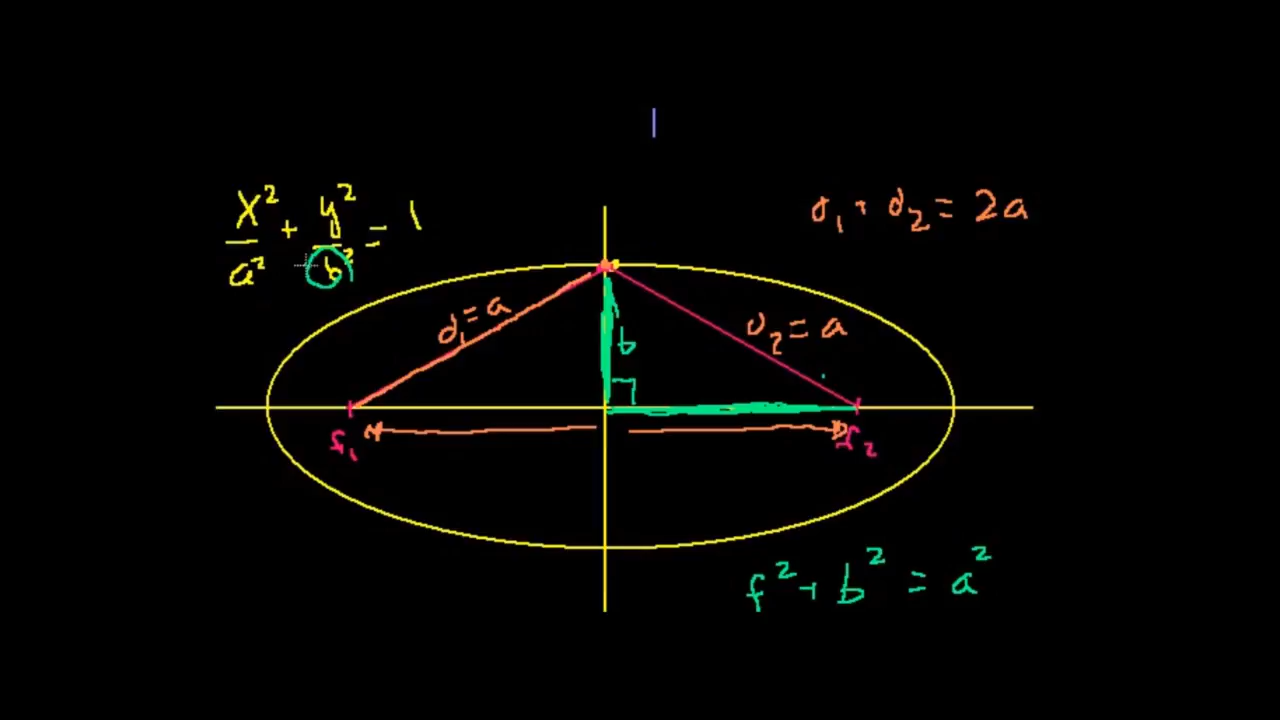 x²/a² + y²/b² = 1
d₁ + d₂ = 2a
d₁ = a
d₂ = a
b
f₁
f₂
f² + b² = a²